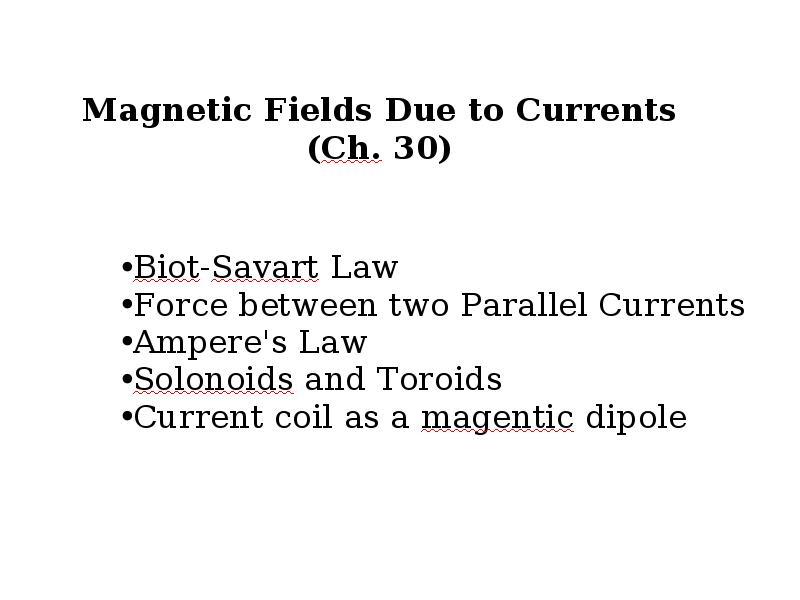 Magnetic Fields Due to Currents
(Ch. 30)
•Biot-Savart Law
•Force between two Parallel Currents
•Ampere's Law
•Solonoids and Toroids
•Current coil as a magentic dipole